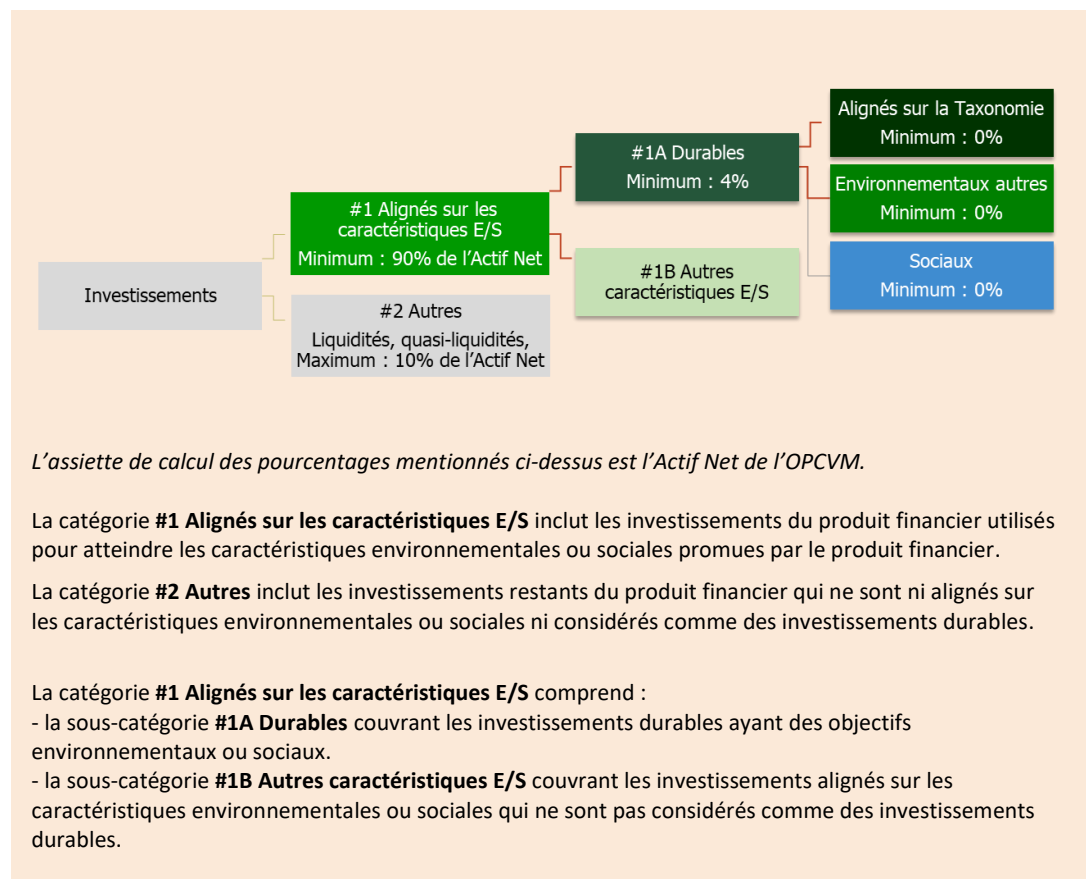 Investissements
#1 Alignés sur les
caractéristiques E/S
Minimum : 90% de l’Actif Net
#2 Autres
Liquidités, quasi-liquidités,
Maximum : 10% de l’Actif Net
#1A Durables
Minimum : 4%
#1B Autres
caractéristiques E/S
Alignés sur la Taxonomie
Minimum : 0%
Environnementaux autres
Minimum : 0%
Sociaux
Minimum : 0%
L’assiette de calcul des pourcentages mentionnés ci-dessus est l’Actif Net de l’OPCVM.
La catégorie #1 Alignés sur les caractéristiques E/S inclut les investissements du produit financier utilisés
pour atteindre les caractéristiques environnementales ou sociales promues par le produit financier.
La catégorie #2 Autres inclut les investissements restants du produit financier qui ne sont ni alignés sur
les caractéristiques environnementales ou sociales ni considérés comme des investissements durables.
La catégorie #1 Alignés sur les caractéristiques E/S comprend :
- la sous-catégorie #1A Durables couvrant les investissements durables ayant des objectifs
environnementaux ou sociaux.
- la sous-catégorie #1B Autres caractéristiques E/S couvrant les investissements alignés sur les
caractéristiques environnementales ou sociales qui ne sont pas considérés comme des investissements
durables.